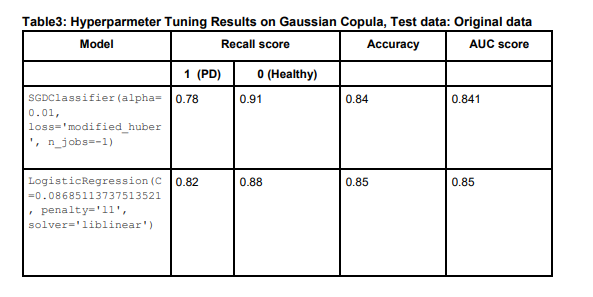 Table3: Hyperparmeter Tuning Results on Gaussian Copula, Test data: Original data
Model Recall score Accuracy AUC score
1 (PD) 0 (Healthy)
SGDClassifier(alpha= 0.78 0.91 0.84 0.841
0.01,
loss='modified_huber
', n_jobs=-1)
LogisticRegression(C 0.82 0.88 0.85 0.85
=0.08685113737513521
, penalty='l1',
solver='liblinear')